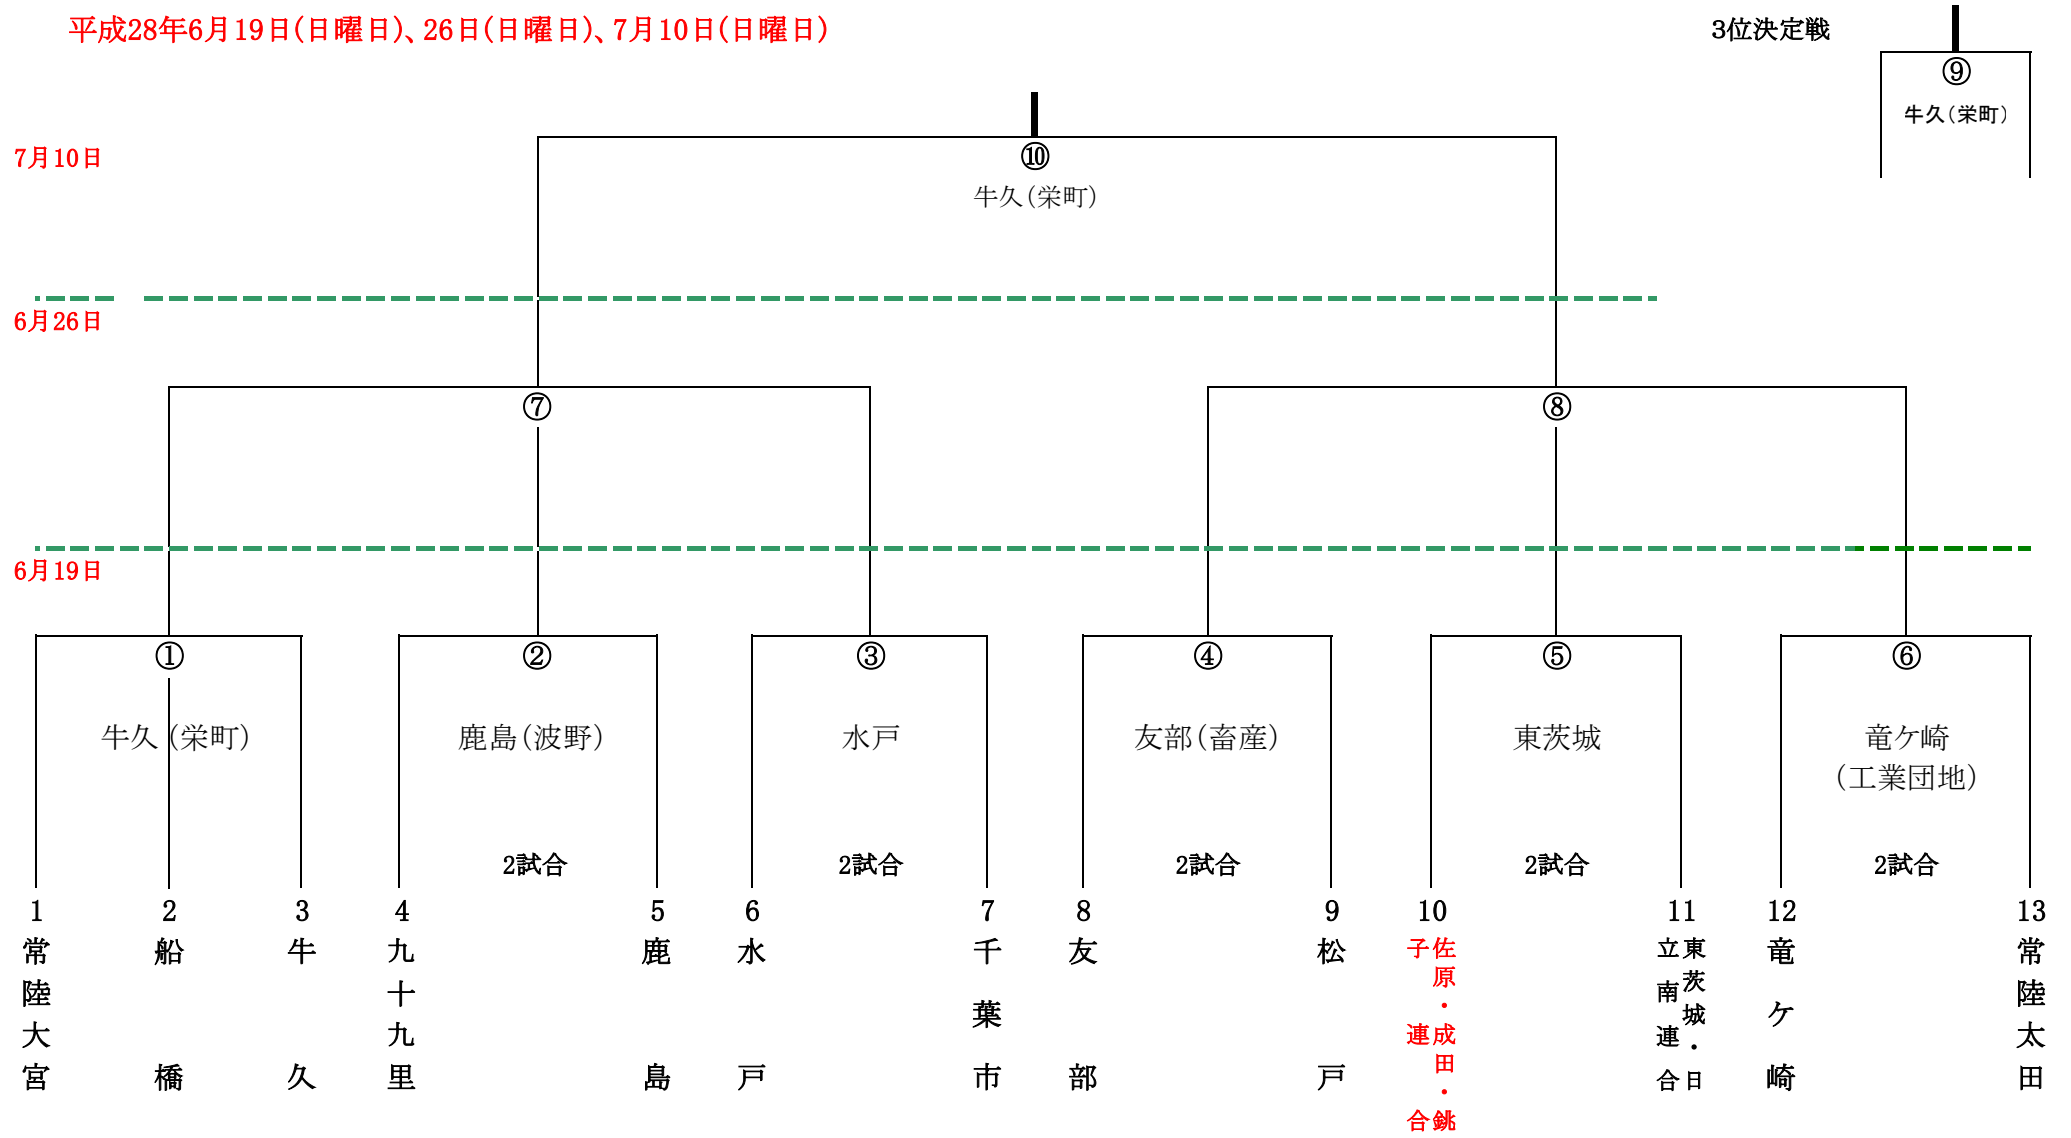 平成28年6月19日(日曜日)、26日(日曜日)、7月10日(日曜日)
3位決定戦
⑨
牛久(栄町)
7月10日
⑩
牛久(栄町)
6月26日
⑦
⑧
6月19日
①
②
③
④
⑤
⑥
牛久(栄町)
鹿島(波野)
水戸
友部(畜産)
東茨城
竜ケ崎
(工業団地)
2試合
2試合
2試合
2試合
2試合
1
2
3
4
5
6
7
8
9
10
11
12
13
常陸大宮
船橋
牛久
九十九里
鹿島
水戸
千葉市
友部
松戸
佐原・成田・銚
子連合
東茨城・日
立南連合
竜ケ崎
常陸太田